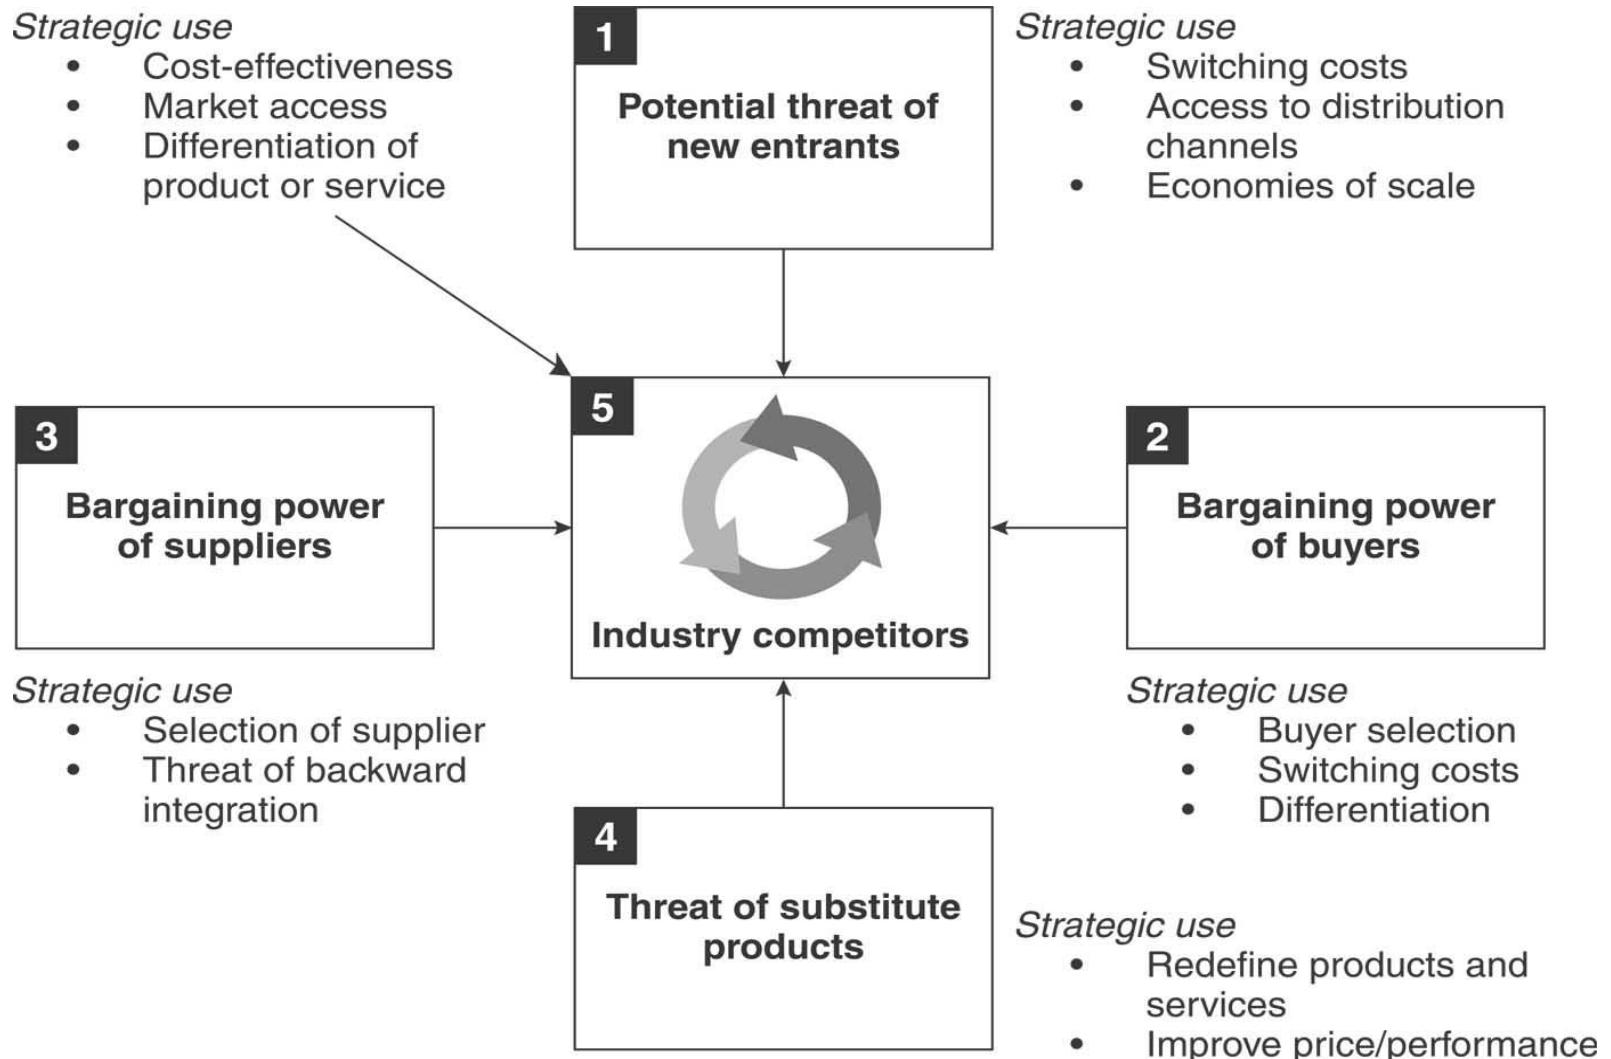 Strategic use
• Cost-effectiveness
• Market access
• Differentiation of
product or service
1
Potential threat of
new entrants
Strategic use
• Switching costs
• Access to distribution
channels
• Economies of scale
3
Bargaining power
of suppliers
Strategic use
• Selection of supplier
• Threat of backward
integration
5
Industry competitors
2
Bargaining power
of buyers
Strategic use
• Buyer selection
• Switching costs
• Differentiation
4
Threat of substitute
products
Strategic use
• Redefine products and
services
• Improve price/performance